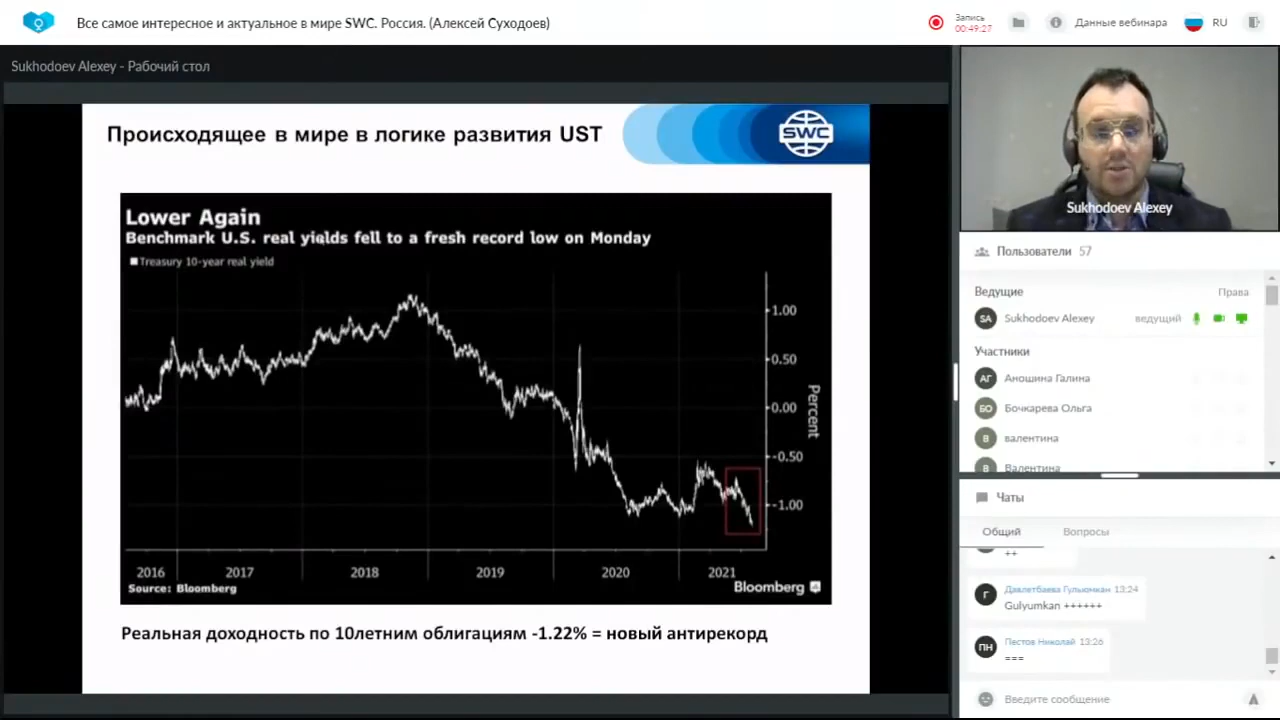 Все самое интересное и актуальное в мире SWC. Россия. (Алексей Суходоев)
Запись
00:49:27
Данные вебинара
RU
Sukhodoev Alexey - Рабочий стол
Происходящее в мире в логике развития UST
SWC
Lower Again
Benchmark U.S. real yields fell to a fresh record low on Monday
Treasury 10-year real yield
1.00
0.50
0.00
-0.50
-1.00
Percent
2016 2017 2018 2019 2020 2021
Source: Bloomberg
Bloomberg
Реальная доходность по 10летним облигациям -1.22% = новый антирекорд
Sukhodoev Alexey
Пользователи 57
Ведущие Права
SA Sukhodoev Alexey ведущий
Участники
АГ Аношина Галина
БО Бочкарева Ольга
В валентина
В Валентина
Чаты
Общий Вопросы
++
Г Давлетбаева Гульюмкан 13:24
Gulyumkan ++++++
ПН Пестов Николай 13:26
===
Введите сообщение